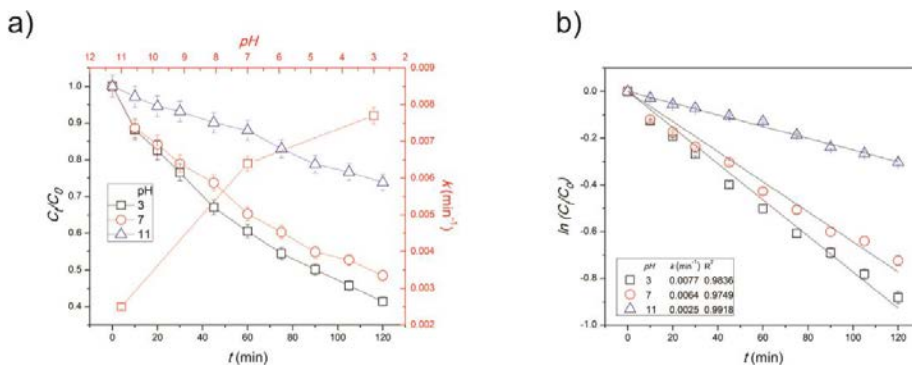 a)
pH
12 11 10 9 8 7 6 5 4 3 2
1.0
0.9
0.8
0.7
0.6
0.5
0.4
Cₜ/C₀
pH
3
7
11
0.009
0.008
0.007
0.006
0.005
0.004
0.003
0.002
k (min⁻¹)
0 20 40 60 80 100 120
t (min)
b)
0.0
-0.2
-0.4
-0.6
-0.8
-1.0
ln (Cₜ/C₀)
pH k (min⁻¹) R²
3 0.0077 0.9836
7 0.0064 0.9749
11 0.0025 0.9918
0 20 40 60 80 100 120
t (min)